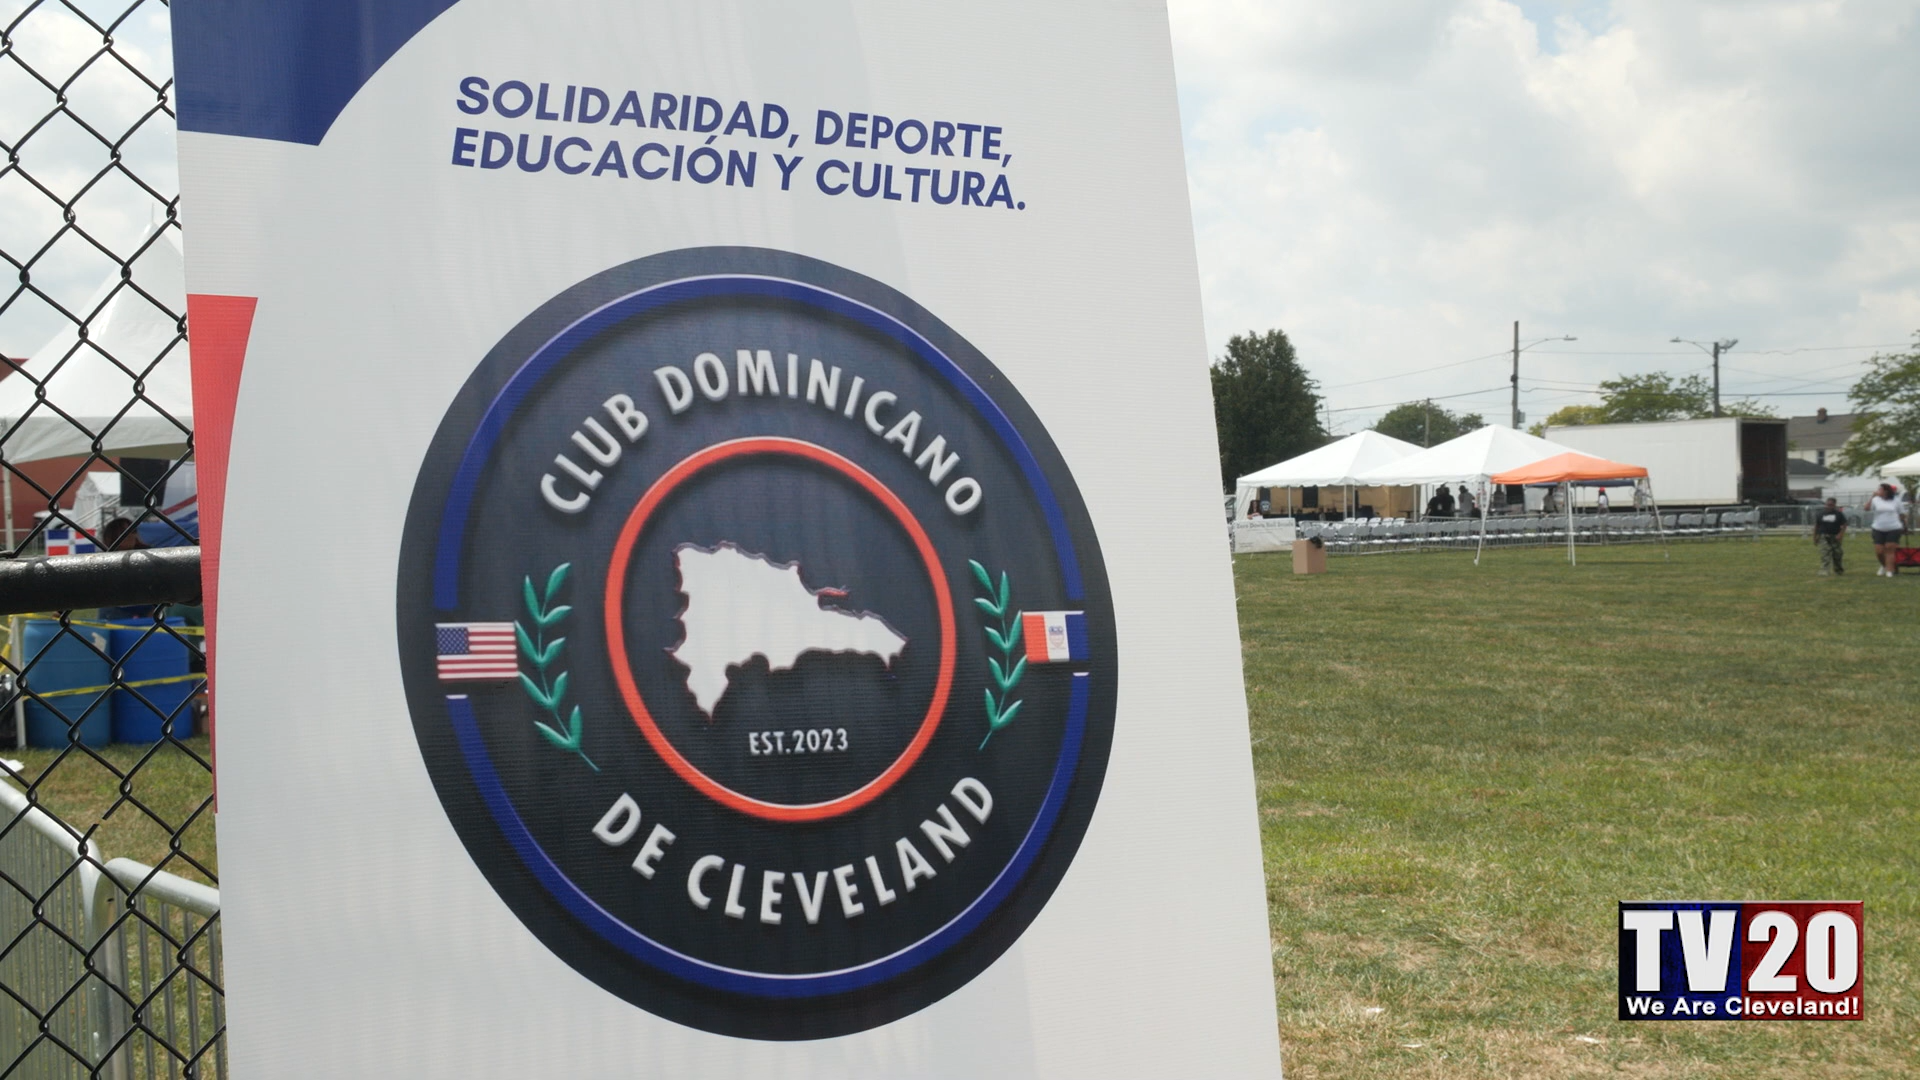 SOLIDARIDAD, DEPORTE,
EDUCACIÓN Y CULTURA.
CLUB DOMINICANO
EST.2023
DE CLEVELAND
TV20
We Are Cleveland!